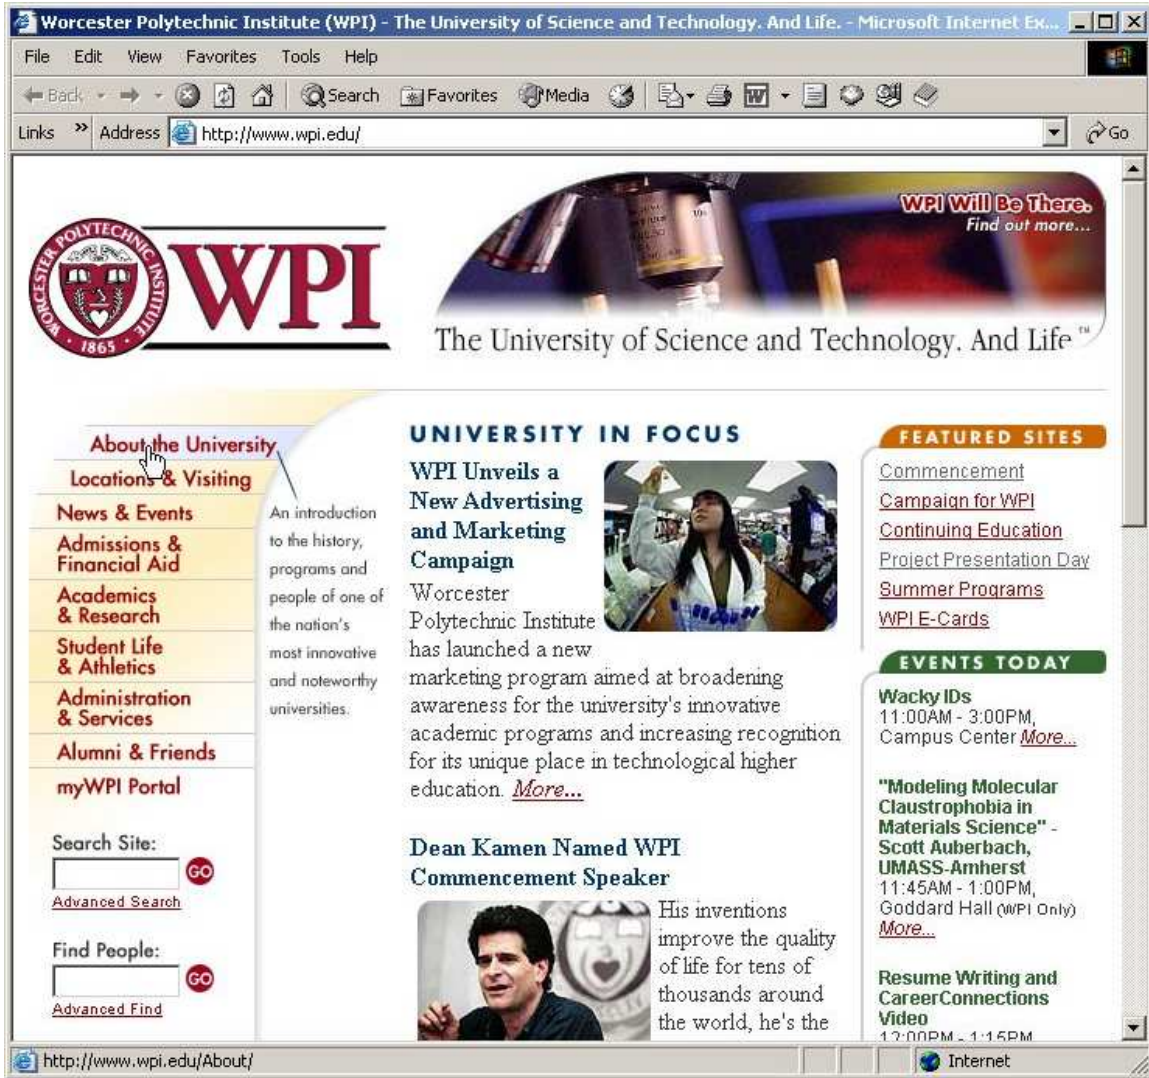 Worcester Polytechnic Institute (WPI) - The University of Science and Technology. And Life. - Microsoft Internet Ex...
File Edit View Favorites Tools Help
Back Search Favorites Media
Links » Address http://www.wpi.edu/ Go
WORCESTER POLYTECHNIC INSTITUTE
1865
WPI
WPI Will Be There.
Find out more...
The University of Science and Technology. And Life ™
About the University
Locations & Visiting
News & Events
Admissions &
Financial Aid
Academics
& Research
Student Life
& Athletics
Administration
& Services
Alumni & Friends
myWPI Portal
Search Site:
GO
Advanced Search
Find People:
GO
Advanced Find
An introduction
to the history,
programs and
people of one of
the nation's
most innovative
and noteworthy
universities.
UNIVERSITY IN FOCUS
WPI Unveils a
New Advertising
and Marketing
Campaign
Worcester
Polytechnic Institute
has launched a new
marketing program aimed at broadening
awareness for the university's innovative
academic programs and increasing recognition
for its unique place in technological higher
education. More...
Dean Kamen Named WPI
Commencement Speaker
His inventions
improve the quality
of life for tens of
thousands around
the world, he's the
FEATURED SITES
Commencement
Campaign for WPI
Continuing Education
Project Presentation Day
Summer Programs
WPI E-Cards
EVENTS TODAY
Wacky IDs
11:00AM - 3:00PM,
Campus Center More...
"Modeling Molecular
Claustrophobia in
Materials Science" -
Scott Auberbach,
UMASS-Amherst
11:45AM - 1:00PM,
Goddard Hall (WPI Only)
More...
Resume Writing and
CareerConnections
Video
12:00PM - 1:15PM
http://www.wpi.edu/About/ Internet